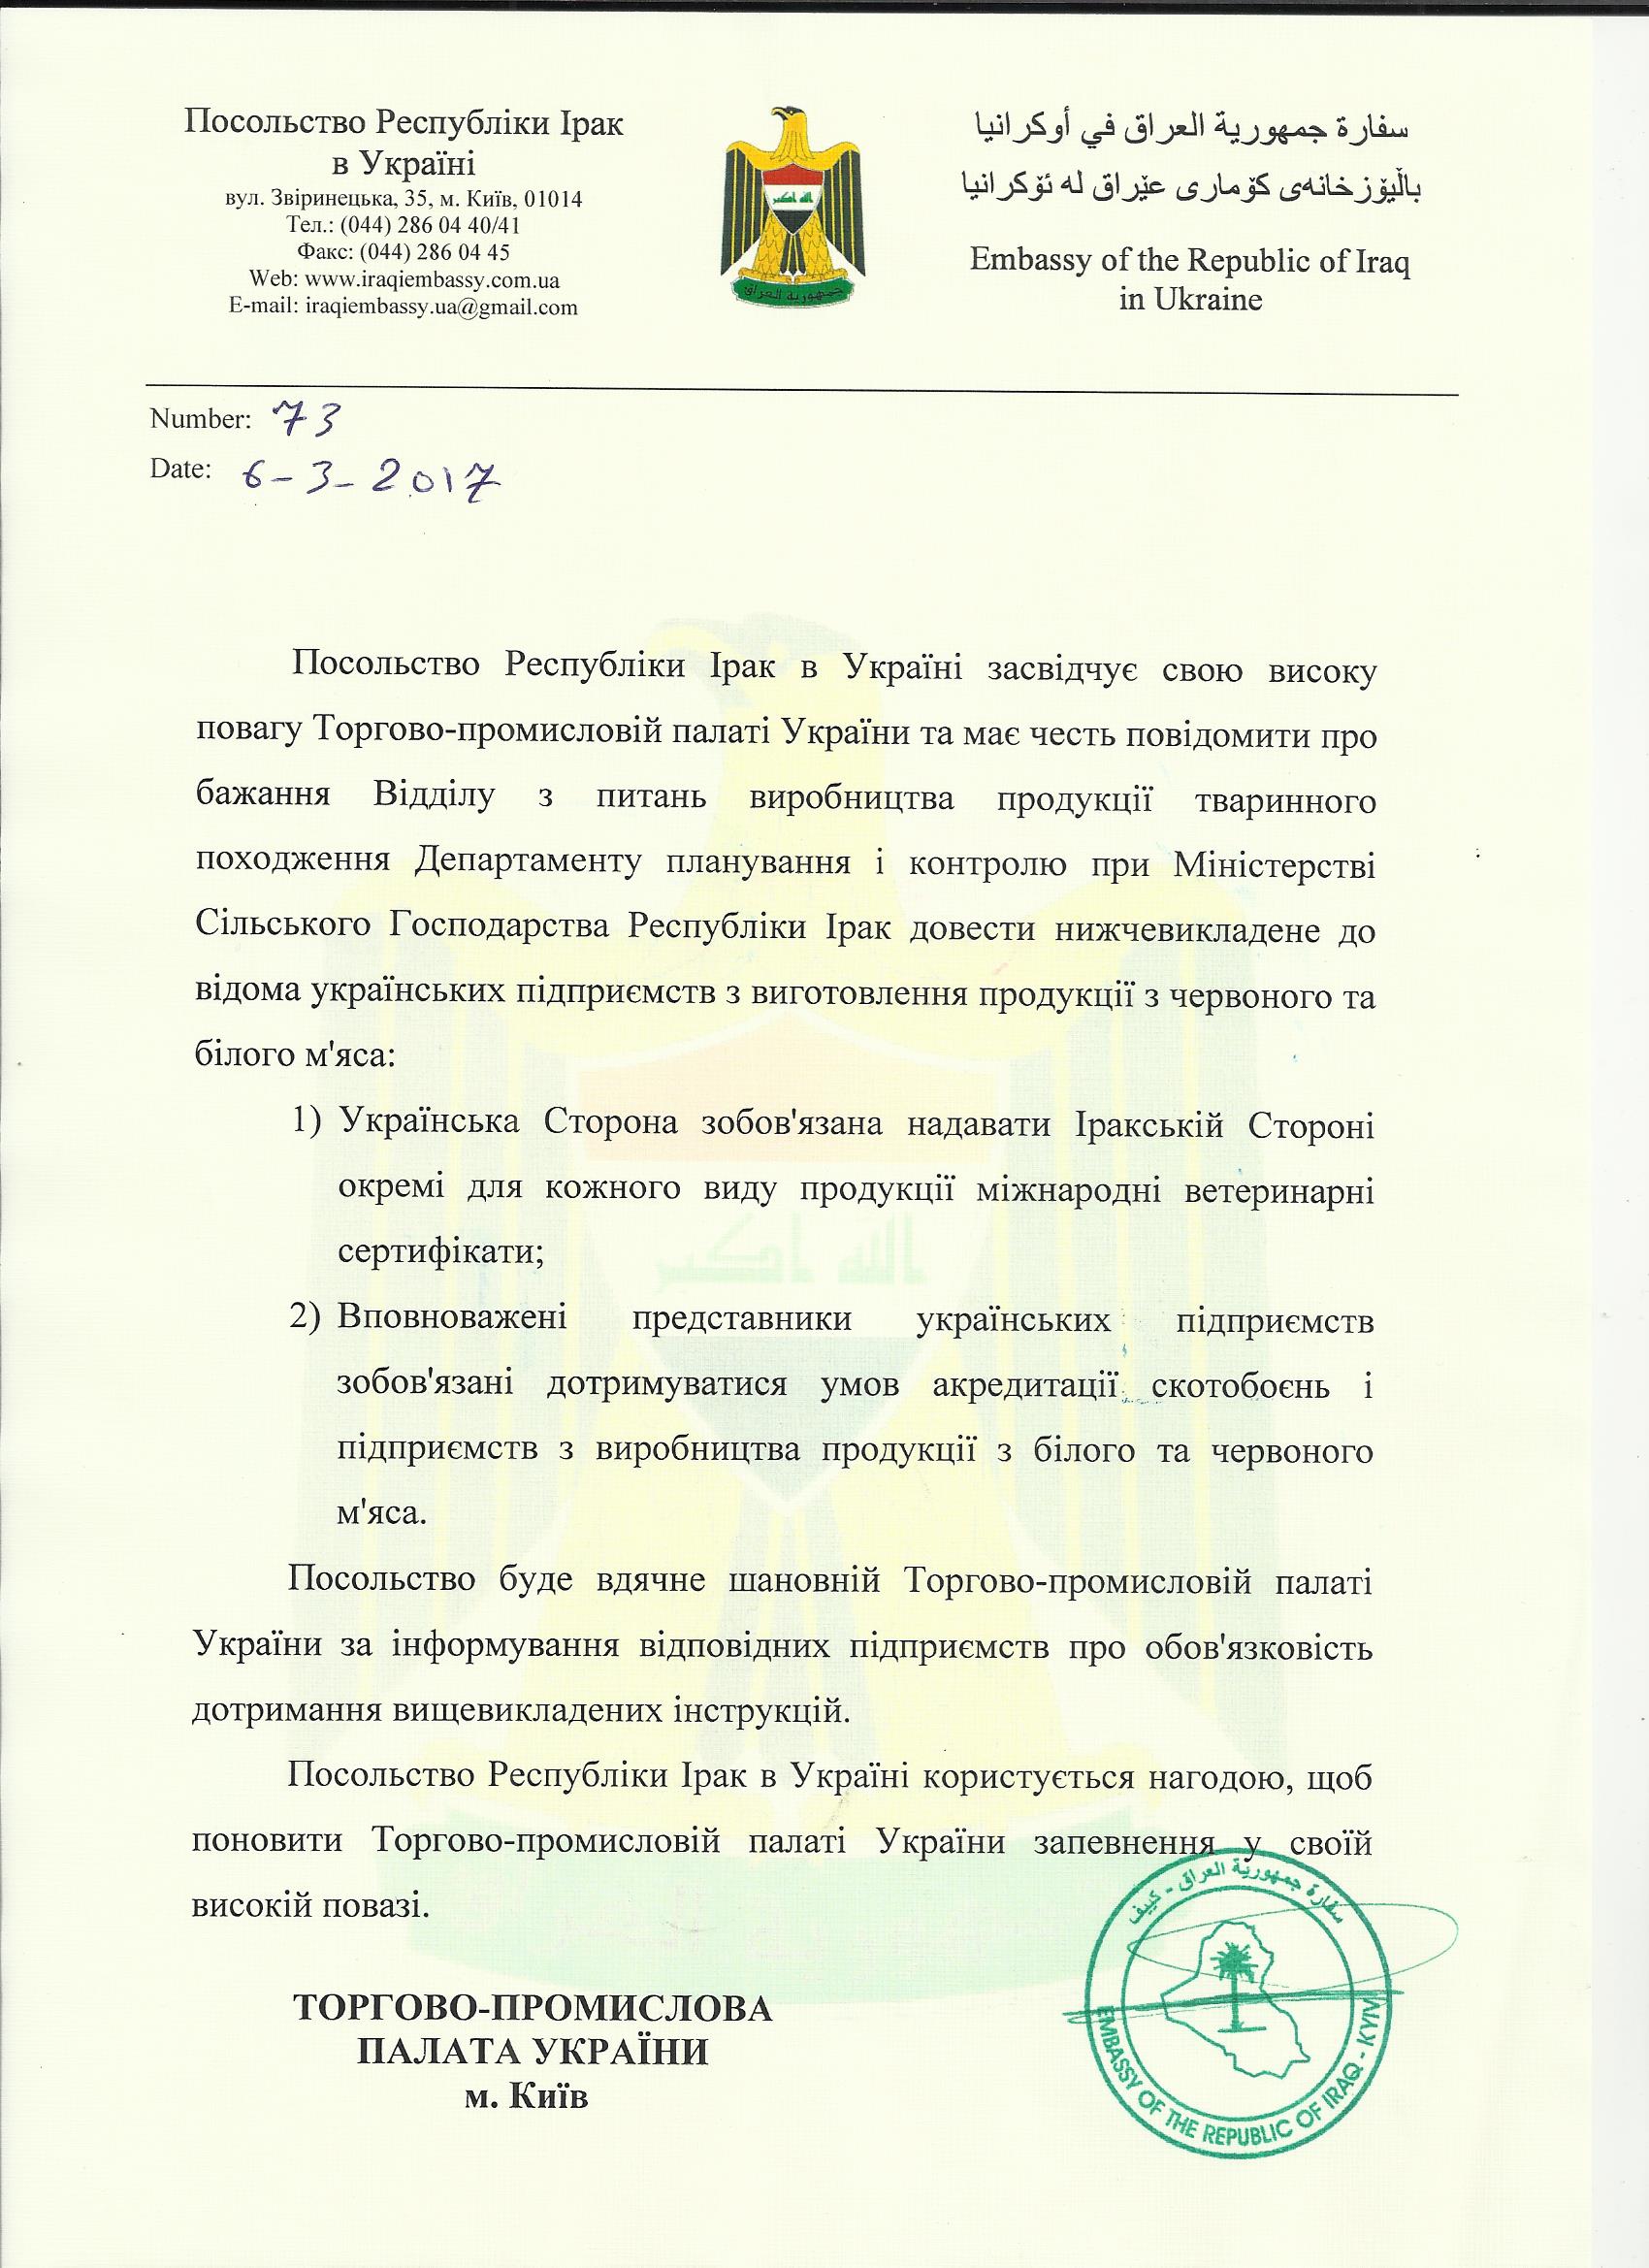 Посольство Республіки Ірак
в Україні
вул. Звіринецька, 35, м. Київ, 01014
Тел.: (044) 286 04 40/41
Факс: (044) 286 04 45
Web: www.iraqiembassy.com.ua
E-mail: iraqiembassy.ua@gmail.com
الله اكبر
جمهورية العراق
سفارة جمهورية العراق في أوكرانيا
باڵیۆزخانەی كۆماری عێراق لە ئۆكرانیا
Embassy of the Republic of Iraq
in Ukraine
Number: 73
Date: 6-3-2017
Посольство Республіки Ірак в Україні засвідчує свою високу
повагу Торгово-промисловій палаті України та має честь повідомити про
бажання Відділу з питань виробництва продукції тваринного
походження Департаменту планування і контролю при Міністерстві
Сільського Господарства Республіки Ірак довести нижчевикладене до
відома українських підприємств з виготовлення продукції з червоного та
білого м'яса:
1) Українська Сторона зобов'язана надавати Іракській Стороні
окремі для кожного виду продукції міжнародні ветеринарні
сертифікати;
2) Вповноважені представники українських підприємств
зобов'язані дотримуватися умов акредитації скотобоєнь і
підприємств з виробництва продукції з білого та червоного
м'яса.
Посольство буде вдячне шановній Торгово-промисловій палаті
України за інформування відповідних підприємств про обов'язковість
дотримання вищевикладених інструкцій.
Посольство Республіки Ірак в Україні користується нагодою, щоб
поновити Торгово-промисловій палаті України запевнення у своїй
високій повазі.
ТОРГОВО-ПРОМИСЛОВА
ПАЛАТА УКРАЇНИ
м. Київ
سفارة جمهورية العراق - كييف
EMBASSY OF THE REPUBLIC OF IRAQ - KYIV